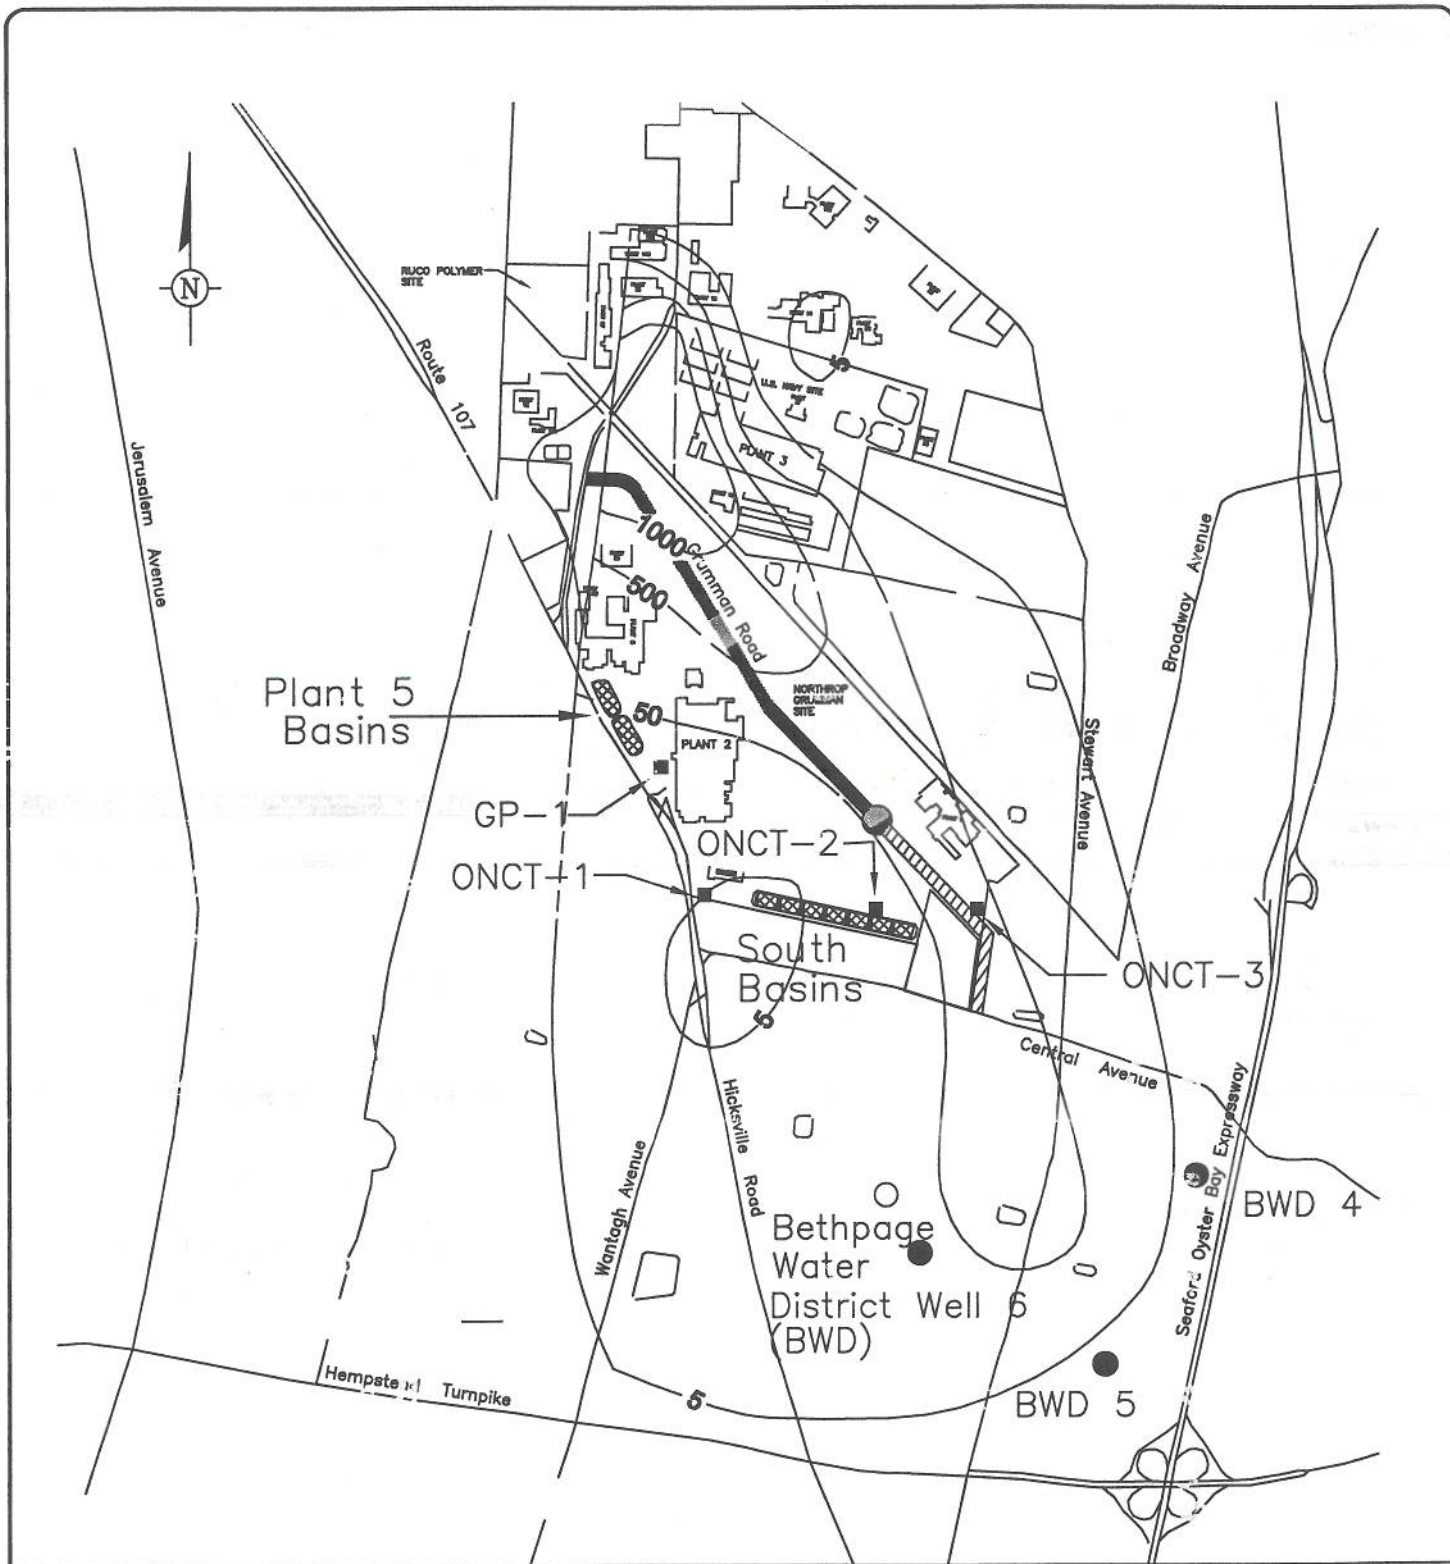 RUCO POLYMER
SITE
N
Route 107
5
U.S. NAVY SITE
PLANT 3
Jerusalem Avenue
1000
Grumman Road
500
Broadway Avenue
Plant 5
Basins
50
NORTHROP
GRUMMAN
SITE
PLANT 2
Stewart Avenue
GP-1
ONCT-2
ONCT-1
South
Basins
ONCT-3
5
Central Avenue
Hicksville Road
Wantagh Avenue
Seaford Oyster Bay Expressway
BWD 4
Bethpage
Water
District Well 6
(BWD)
Hempstead Turnpike
5
BWD 5